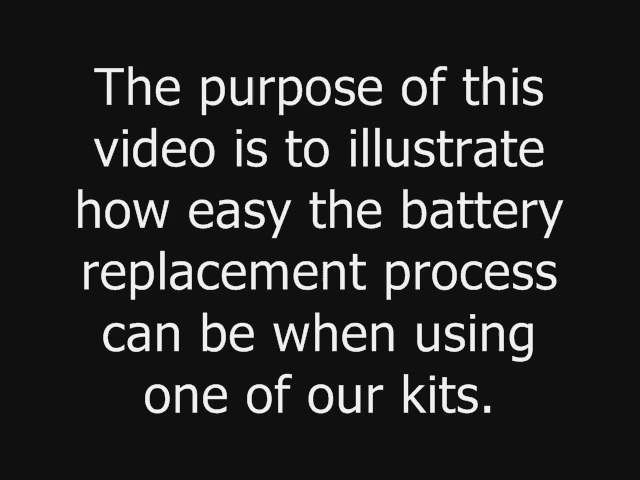 The purpose of this
video is to illustrate
how easy the battery
replacement process
can be when using
one of our kits.